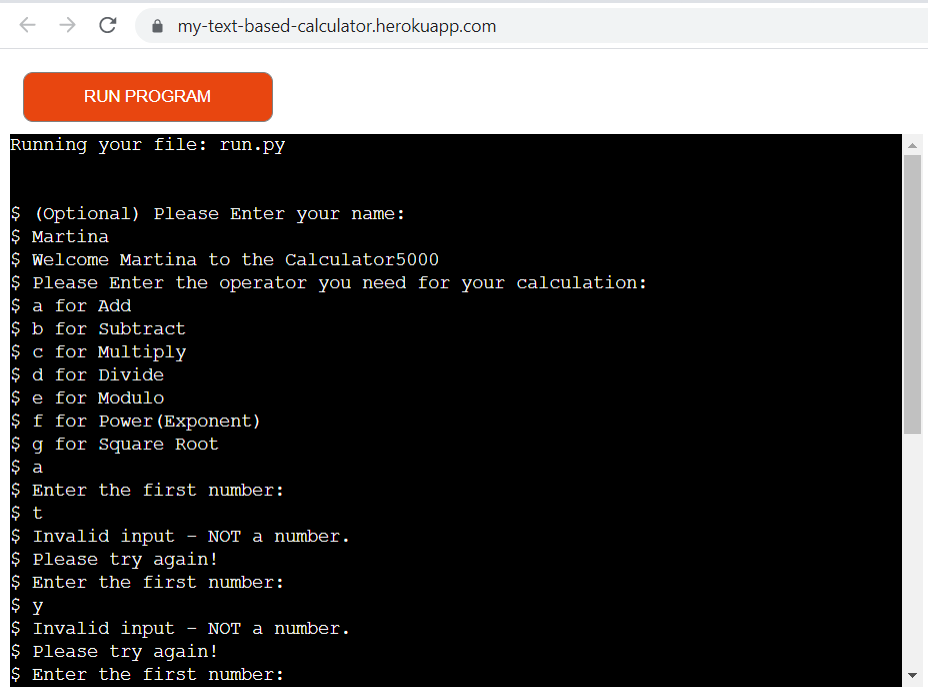 my-text-based-calculator.herokuapp.com
RUN PROGRAM
Running your file: run.py
$ (Optional) Please Enter your name:
$ Martina
$ Welcome Martina to the Calculator5000
$ Please Enter the operator you need for your calculation:
$ a for Add
$ b for Subtract
$ c for Multiply
$ d for Divide
$ e for Modulo
$ f for Power(Exponent)
$ g for Square Root
$ a
$ Enter the first number:
$ t
$ Invalid input - NOT a number.
$ Please try again!
$ Enter the first number:
$ y
$ Invalid input - NOT a number.
$ Please try again!
$ Enter the first number: